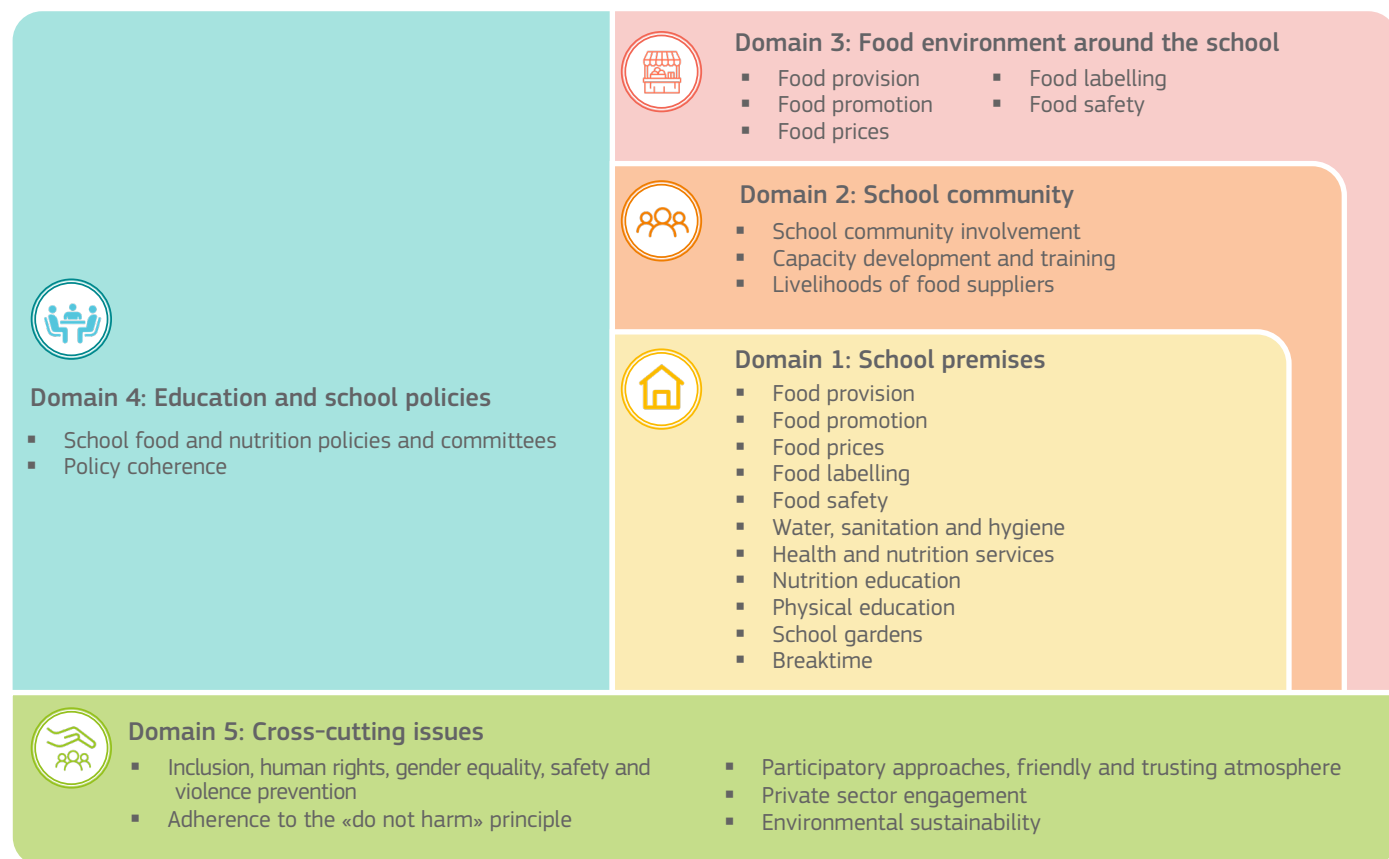 Domain 3: Food environment around the school
▪ Food provision
▪ Food promotion
▪ Food prices
▪ Food labelling
▪ Food safety
Domain 2: School community
▪ School community involvement
▪ Capacity development and training
▪ Livelihoods of food suppliers
Domain 1: School premises
▪ Food provision
▪ Food promotion
▪ Food prices
▪ Food labelling
▪ Food safety
▪ Water, sanitation and hygiene
▪ Health and nutrition services
▪ Nutrition education
▪ Physical education
▪ School gardens
▪ Breaktime
Domain 4: Education and school policies
▪ School food and nutrition policies and committees
▪ Policy coherence
Domain 5: Cross-cutting issues
▪ Inclusion, human rights, gender equality, safety and
violence prevention
▪ Adherence to the «do not harm» principle
▪ Participatory approaches, friendly and trusting atmosphere
▪ Private sector engagement
▪ Environmental sustainability